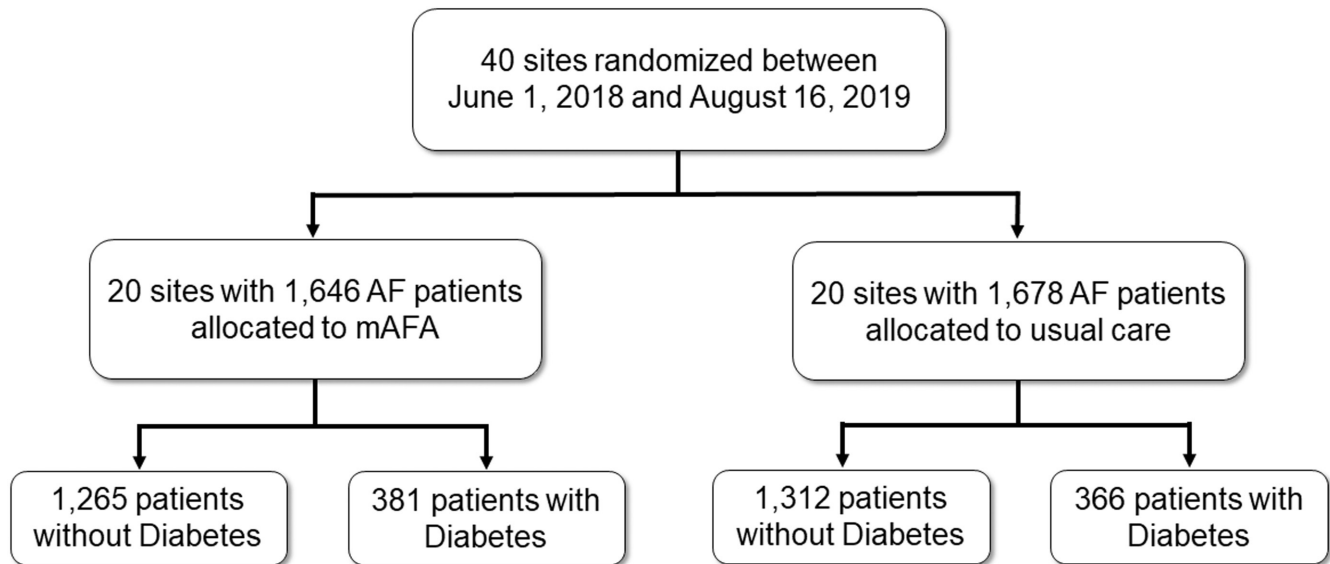 40 sites randomized between
June 1, 2018 and August 16, 2019
20 sites with 1,646 AF patients
allocated to mAFA
20 sites with 1,678 AF patients
allocated to usual care
1,265 patients
without Diabetes
381 patients with
Diabetes
1,312 patients
without Diabetes
366 patients with
Diabetes